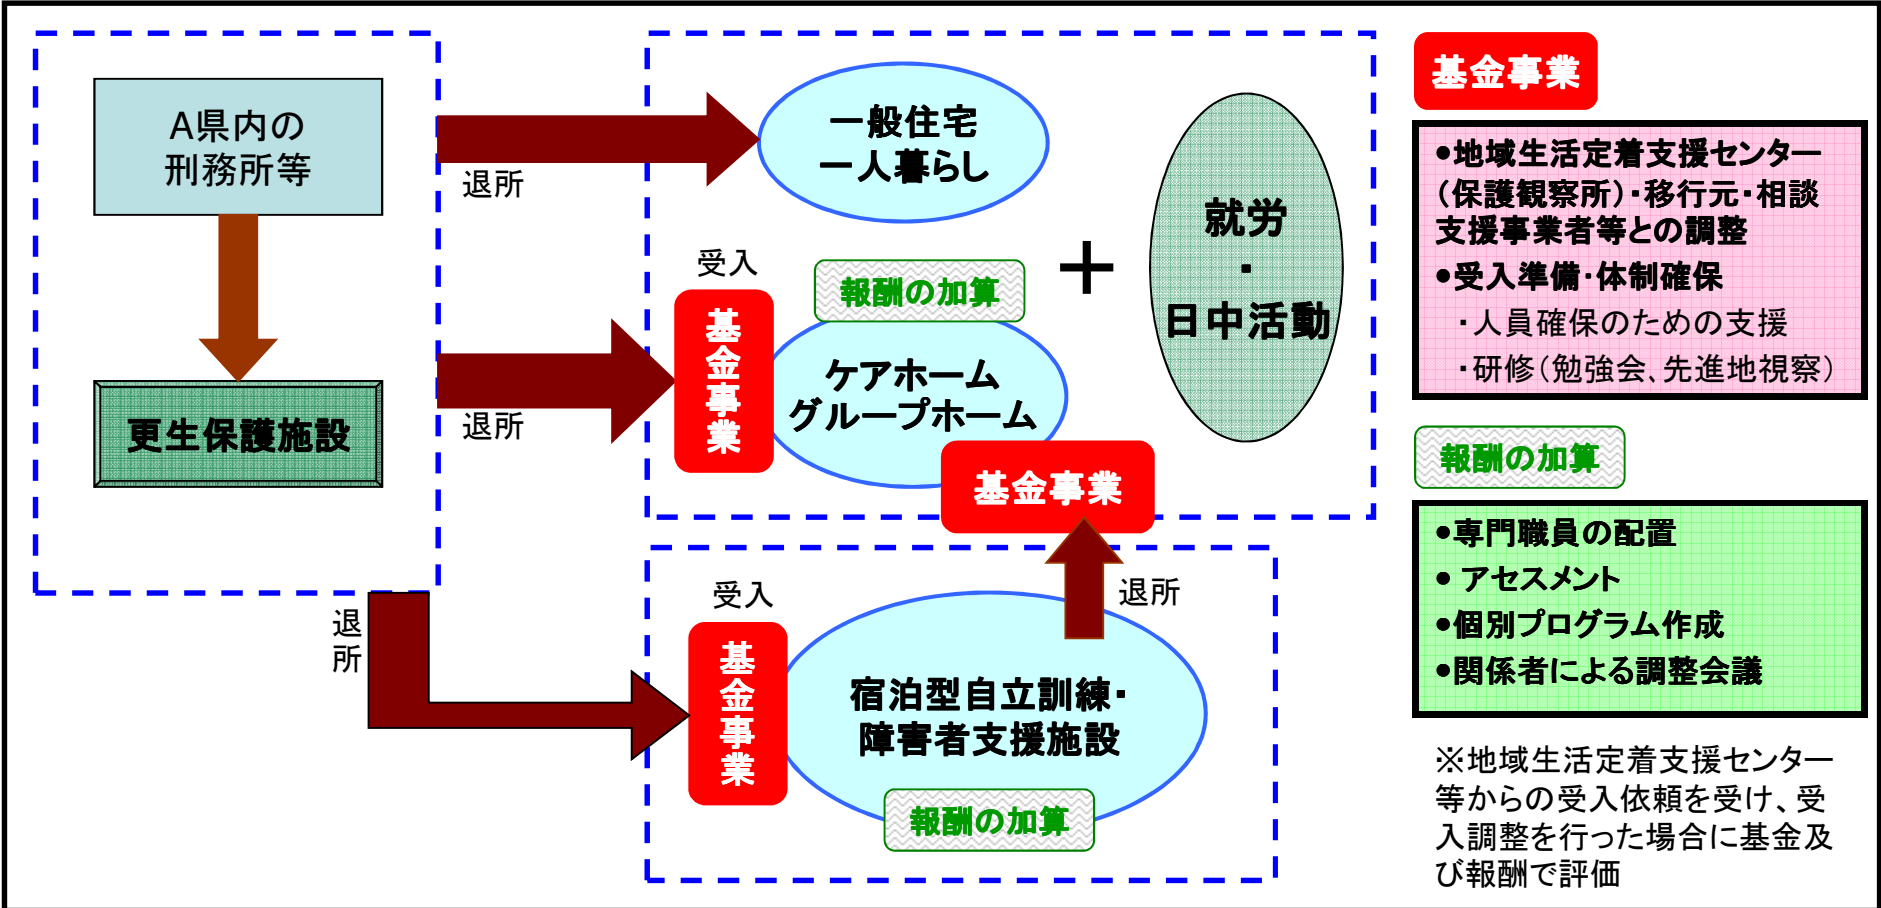 A県内の
刑務所等
更生保護施設
退所
退所
退
所
一般住宅
一人暮らし
受入
基
金
事
業
報酬の加算
ケアホーム
グループホーム
基金事業
+
就労
・
日中活動
退所
受入
基
金
事
業
宿泊型自立訓練・
障害者支援施設
報酬の加算
基金事業
●地域生活定着支援センター
(保護観察所)・移行元・相談
支援事業者等との調整
●受入準備・体制確保
・人員確保のための支援
・研修(勉強会、先進地視察)
報酬の加算
●専門職員の配置
● アセスメント
●個別プログラム作成
●関係者による調整会議
※地域生活定着支援センター
等からの受入依頼を受け、受
入調整を行った場合に基金及
び報酬で評価